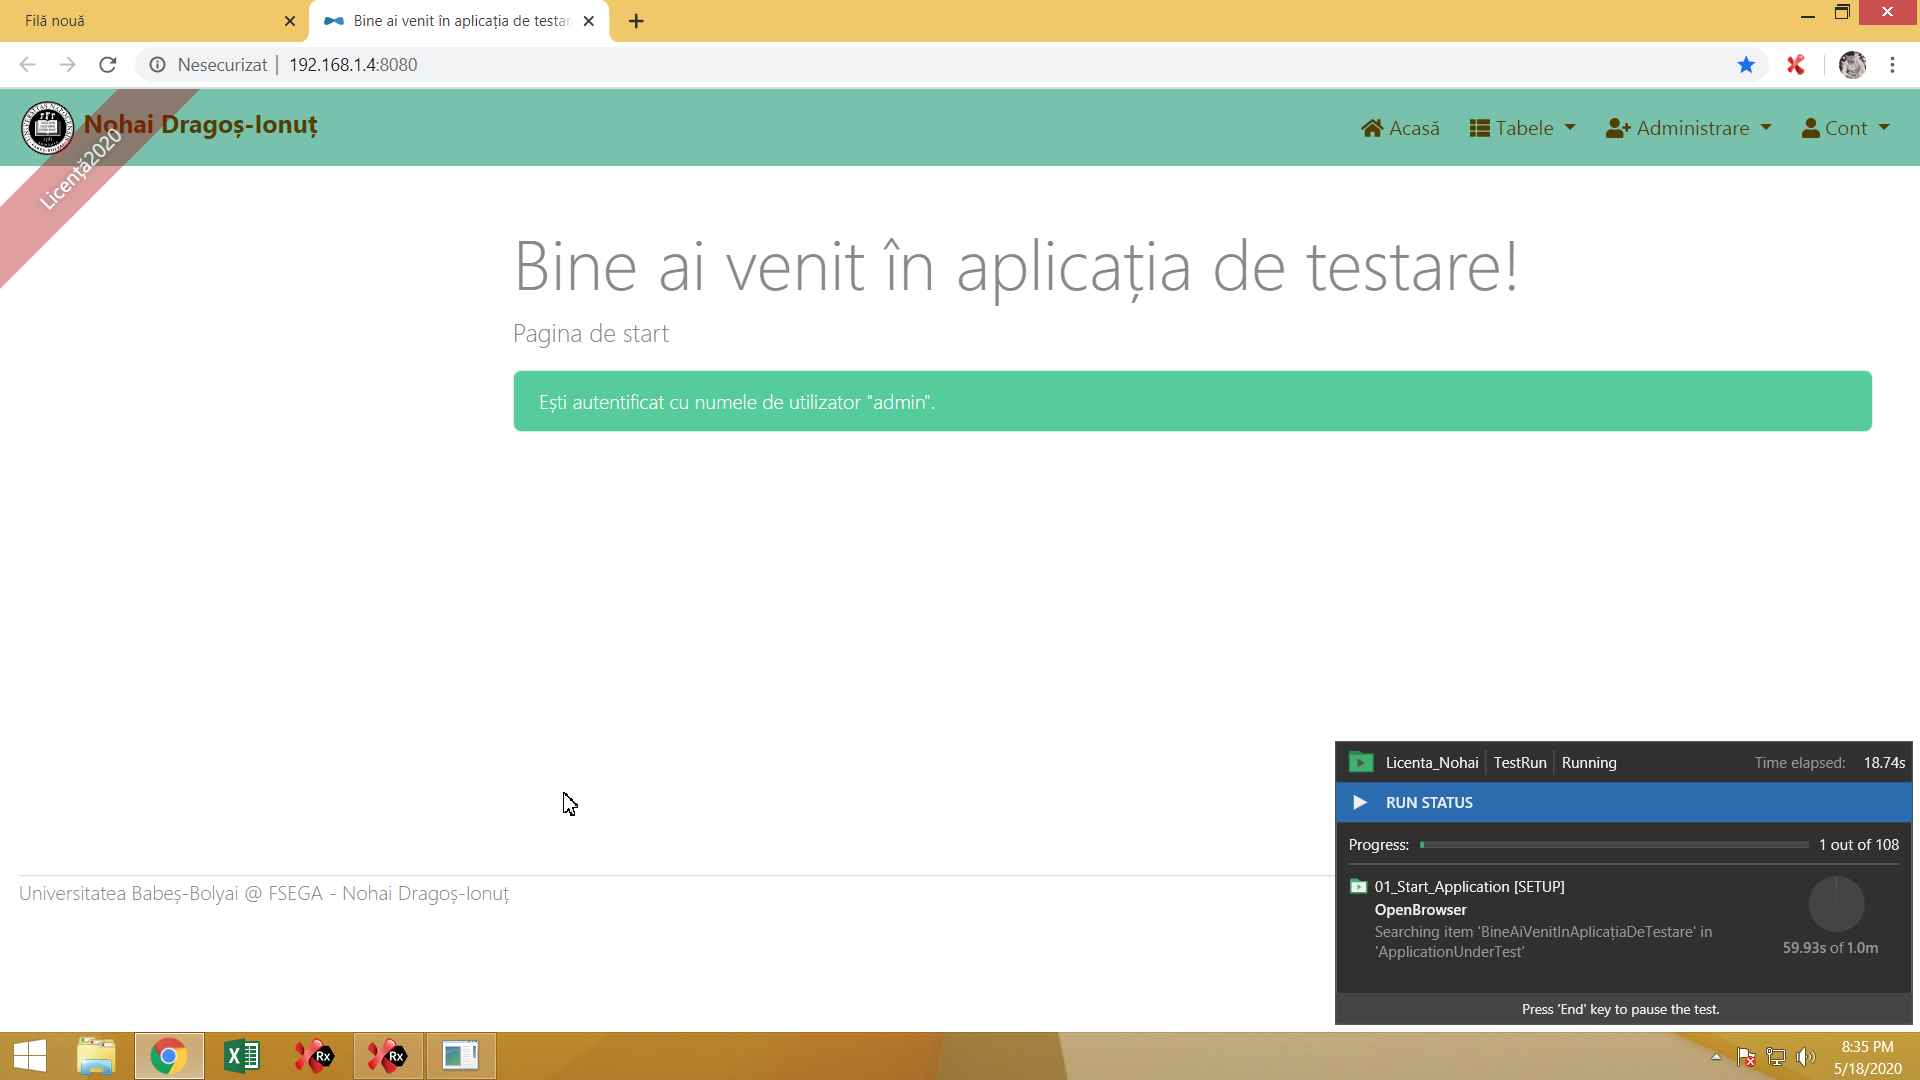 Filă nouă
Bine ai venit în aplicația de testar
Nesecurizat | 192.168.1.4:8080
Nohai Dragoș-Ionuț
Licență2020
Acasă
Tabele
Administrare
Cont
Bine ai venit în aplicația de testare!
Pagina de start
Ești autentificat cu numele de utilizator "admin".
Universitatea Babeș-Bolyai @ FSEGA - Nohai Dragoș-Ionuț
Licenta_Nohai | TestRun | Running
Time elapsed: 18.74s
RUN STATUS
Progress: 1 out of 108
01_Start_Application [SETUP]
OpenBrowser
Searching item 'BineAiVenitInAplicațiaDeTestare' in
'ApplicationUnderTest'
59.93s of 1.0m
Press 'End' key to pause the test.
Rx
Rx
8:35 PM
5/18/2020